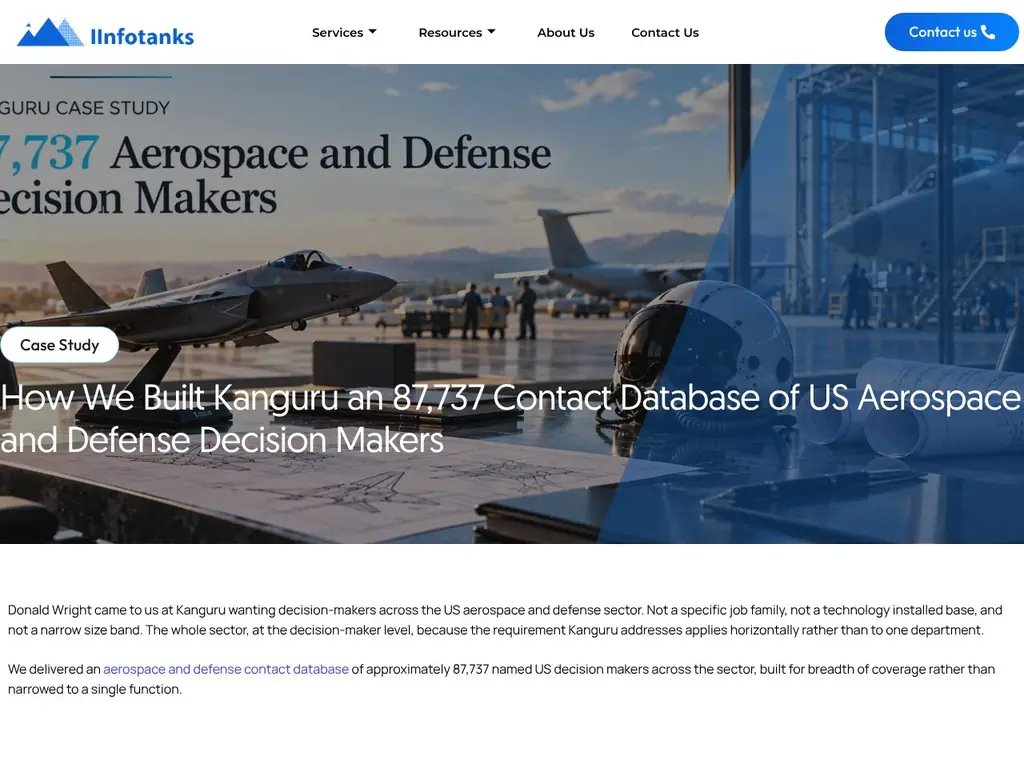 IInfotanks
Services
Resources
About Us
Contact Us
Contact us
GURU CASE STUDY
7,737 Aerospace and Defense
ecision Makers
Case Study
How We Built Kanguru an 87,737 Contact Database of US Aerospace
and Defense Decision Makers
Donald Wright came to us at Kanguru wanting decision-makers across the US aerospace and defense sector. Not a specific job family, not a technology installed base, and
not a narrow size band. The whole sector, at the decision-maker level, because the requirement Kanguru addresses applies horizontally rather than to one department.
We delivered an aerospace and defense contact database of approximately 87,737 named US decision makers across the sector, built for breadth of coverage rather than
narrowed to a single function.